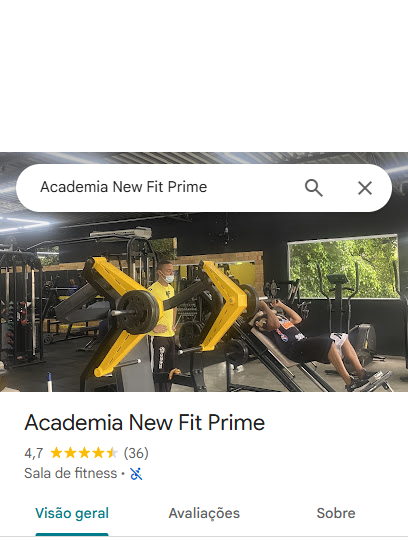 Academia New Fit Prime
Academia New Fit Prime
4,7 (36)
Sala de fitness ·
Visão geral Avaliações Sobre